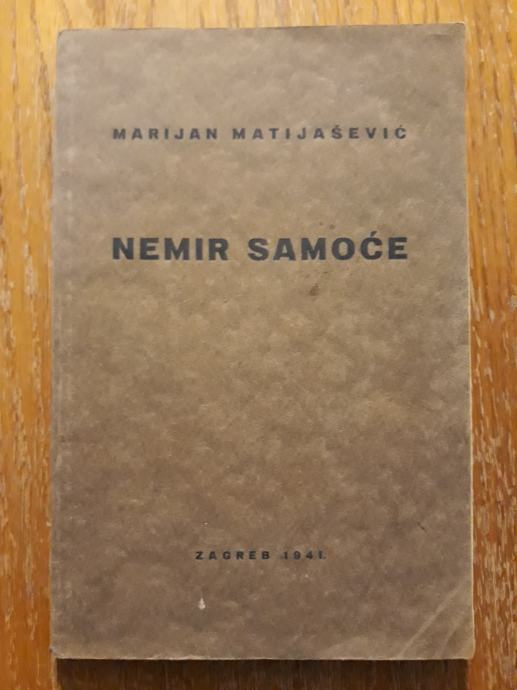 MARIJAN MATIJAŠEVIĆ
NEMIR SAMOĆE
ZAGREB 1941.